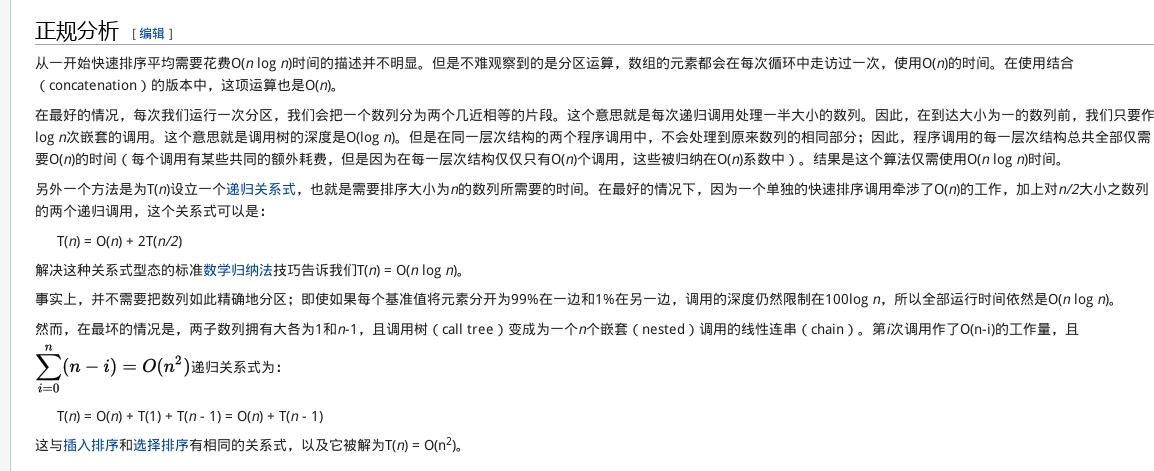 正规分析 [ 编辑 ]
从一开始快速排序平均需要花费O(n log n)时间的描述并不明显。但是不难观察到的是分区运算，数组的元素都会在每次循环中走访过一次，使用O(n)的时间。在使用结合
（concatenation）的版本中，这项运算也是O(n)。
在最好的情况，每次我们运行一次分区，我们会把一个数列分为两个几近相等的片段。这个意思就是每次递归调用处理一半大小的数列。因此，在到达大小为一的数列前，我们只要作
log n次嵌套的调用。这个意思就是调用树的深度是O(log n)。但是在同一层次结构的两个程序调用中，不会处理到原来数列的相同部分；因此，程序调用的每一层次结构总共全部仅需
要O(n)的时间（每个调用有某些共同的额外耗费，但是因为在每一层次结构仅仅只有O(n)个调用，这些被归纳在O(n)系数中）。结果是这个算法仅需使用O(n log n)时间。
另外一个方法是为T(n)设立一个递归关系式，也就是需要排序大小为n的数列所需要的时间。在最好的情况下，因为一个单独的快速排序调用牵涉了O(n)的工作，加上对n/2大小之数列
的两个递归调用，这个关系式可以是：
T(n) = O(n) + 2T(n/2)
解决这种关系式型态的标准数学归纳法技巧告诉我们T(n) = O(n log n)。
事实上，并不需要把数列如此精确地分区；即使如果每个基准值将元素分开为99%在一边和1%在另一边，调用的深度仍然限制在100log n，所以全部运行时间依然是O(n log n)。
然而，在最坏的情况是，两子数列拥有大各为1和n-1，且调用树（call tree）变成为一个n个嵌套（nested）调用的线性连串（chain）。第i次调用作了O(n-i)的工作量，且
∑_{i=0}^{n}(n − i) = O(n²)递归关系式为：
T(n) = O(n) + T(1) + T(n - 1) = O(n) + T(n - 1)
这与插入排序和选择排序有相同的关系式，以及它被解为T(n) = O(n²)。